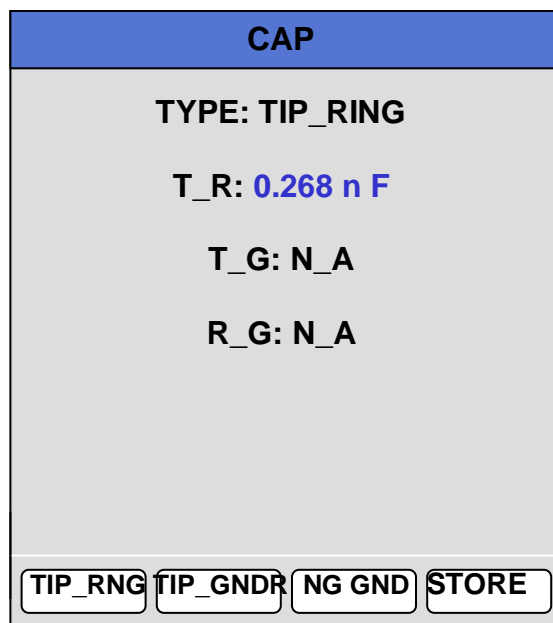 CAP
TYPE: TIP_RING
T_R: 0.268 n F
T_G: N_A
R_G: N_A
TIP_RNG TIP_GNDR NG GND STORE